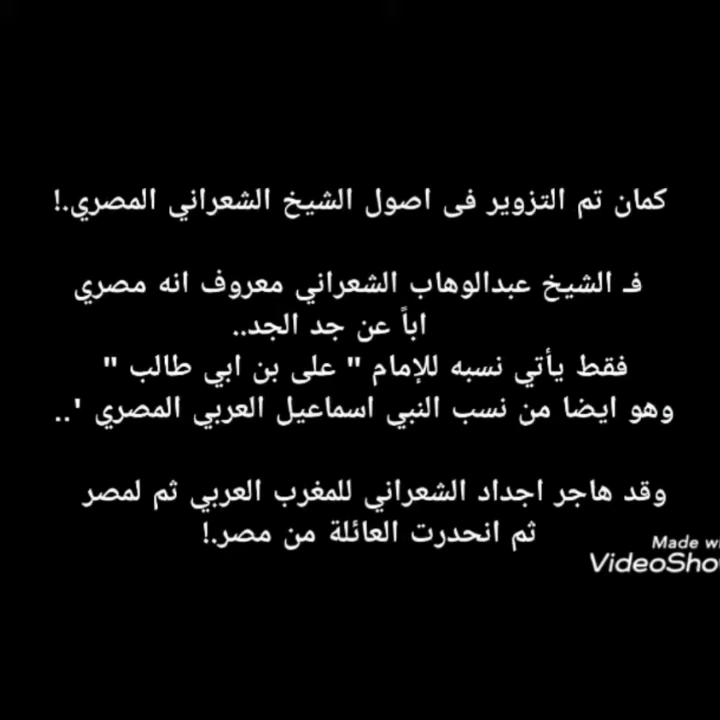 كمان تم التزوير فى اصول الشيخ الشعراني المصري.!
فـ الشيخ عبدالوهاب الشعراني معروف انه مصري
اباً عن جد الجد..
فقط يأتي نسبه للإمام " على بن ابي طالب "
وهو ايضا من نسب النبي اسماعيل العربي المصري '..
وقد هاجر اجداد الشعراني للمغرب العربي ثم لمصر
ثم انحدرت العائلة من مصر.!
Made wi
VideoSho